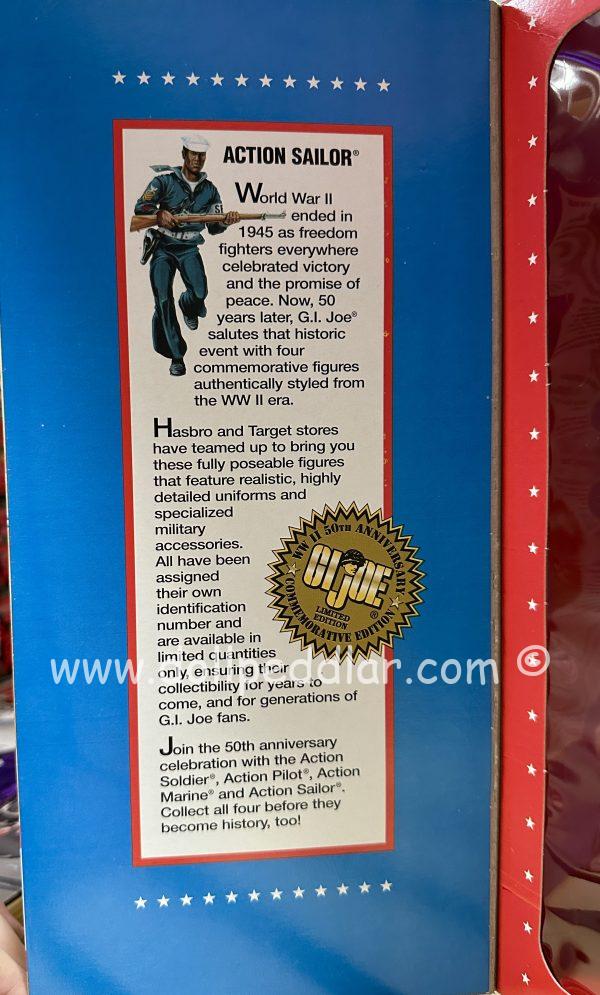 ACTION SAILOR®
World War II
ended in
1945 as freedom
fighters everywhere
celebrated victory
and the promise of
peace. Now, 50
years later, G.I. Joe®
salutes that historic
event with four
commemorative figures
authentically styled from
the WW II era.
Hasbro and Target stores
have teamed up to bring you
these fully poseable figures
that feature realistic, highly
detailed uniforms and
specialized
military
accessories.
All have been
assigned
their own
identification
number and
are available in
limited quantities
only, ensuring their
collectibility for years to
come, and for generations of
G.I. Joe fans.
WW II 50TH ANNIVERSARY
GI JOE
®
LIMITED
EDITION
COMMEMORATIVE EDITION
www.dollpeddlar.com ©
Join the 50th anniversary
celebration with the Action
Soldier®, Action Pilot®, Action
Marine® and Action Sailor®.
Collect all four before they
become history, too!